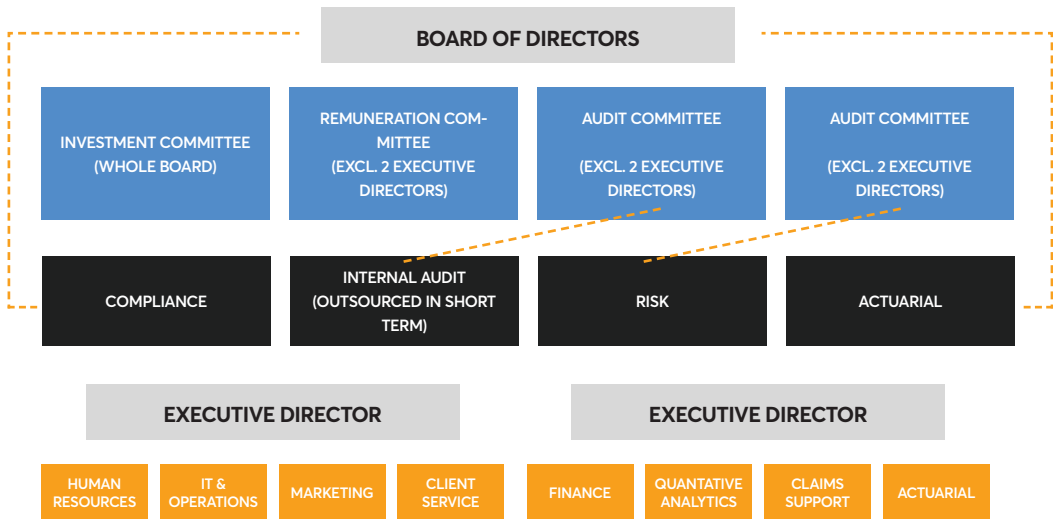 BOARD OF DIRECTORS
INVESTMENT COMMITTEE
(WHOLE BOARD)
REMUNERATION COM-
MITTEE
(EXCL. 2 EXECUTIVE
DIRECTORS)
AUDIT COMMITTEE
(EXCL. 2 EXECUTIVE
DIRECTORS)
AUDIT COMMITTEE
(EXCL. 2 EXECUTIVE
DIRECTORS)
COMPLIANCE
INTERNAL AUDIT
(OUTSOURCED IN SHORT
TERM)
RISK
ACTUARIAL
EXECUTIVE DIRECTOR
EXECUTIVE DIRECTOR
HUMAN
RESOURCES
IT &
OPERATIONS
MARKETING
CLIENT
SERVICE
FINANCE
QUANTATIVE
ANALYTICS
CLAIMS
SUPPORT
ACTUARIAL